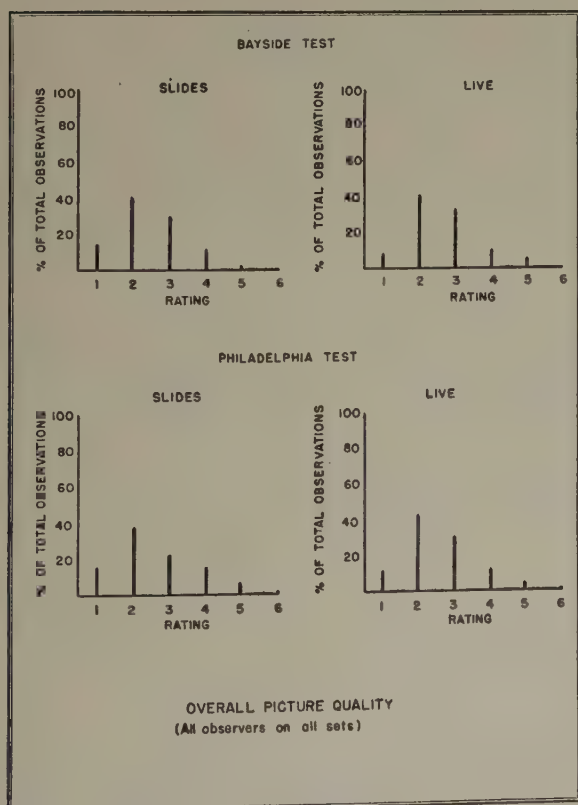 BAYSIDE TEST
SLIDES
% OF TOTAL OBSERVATIONS
100
80
60
40
20
1 2 3 4 5 6
RATING
LIVE
% OF TOTAL OBSERVATIONS
100
80
60
40
20
1 2 3 4 5 6
RATING
PHILADELPHIA TEST
SLIDES
% OF TOTAL OBSERVATIONS
100
80
60
40
20
1 2 3 4 5 6
RATING
LIVE
% OF TOTAL OBSERVATIONS
100
80
60
40
20
1 2 3 4 5 6
RATING
OVERALL PICTURE QUALITY
(All observers on all sets)